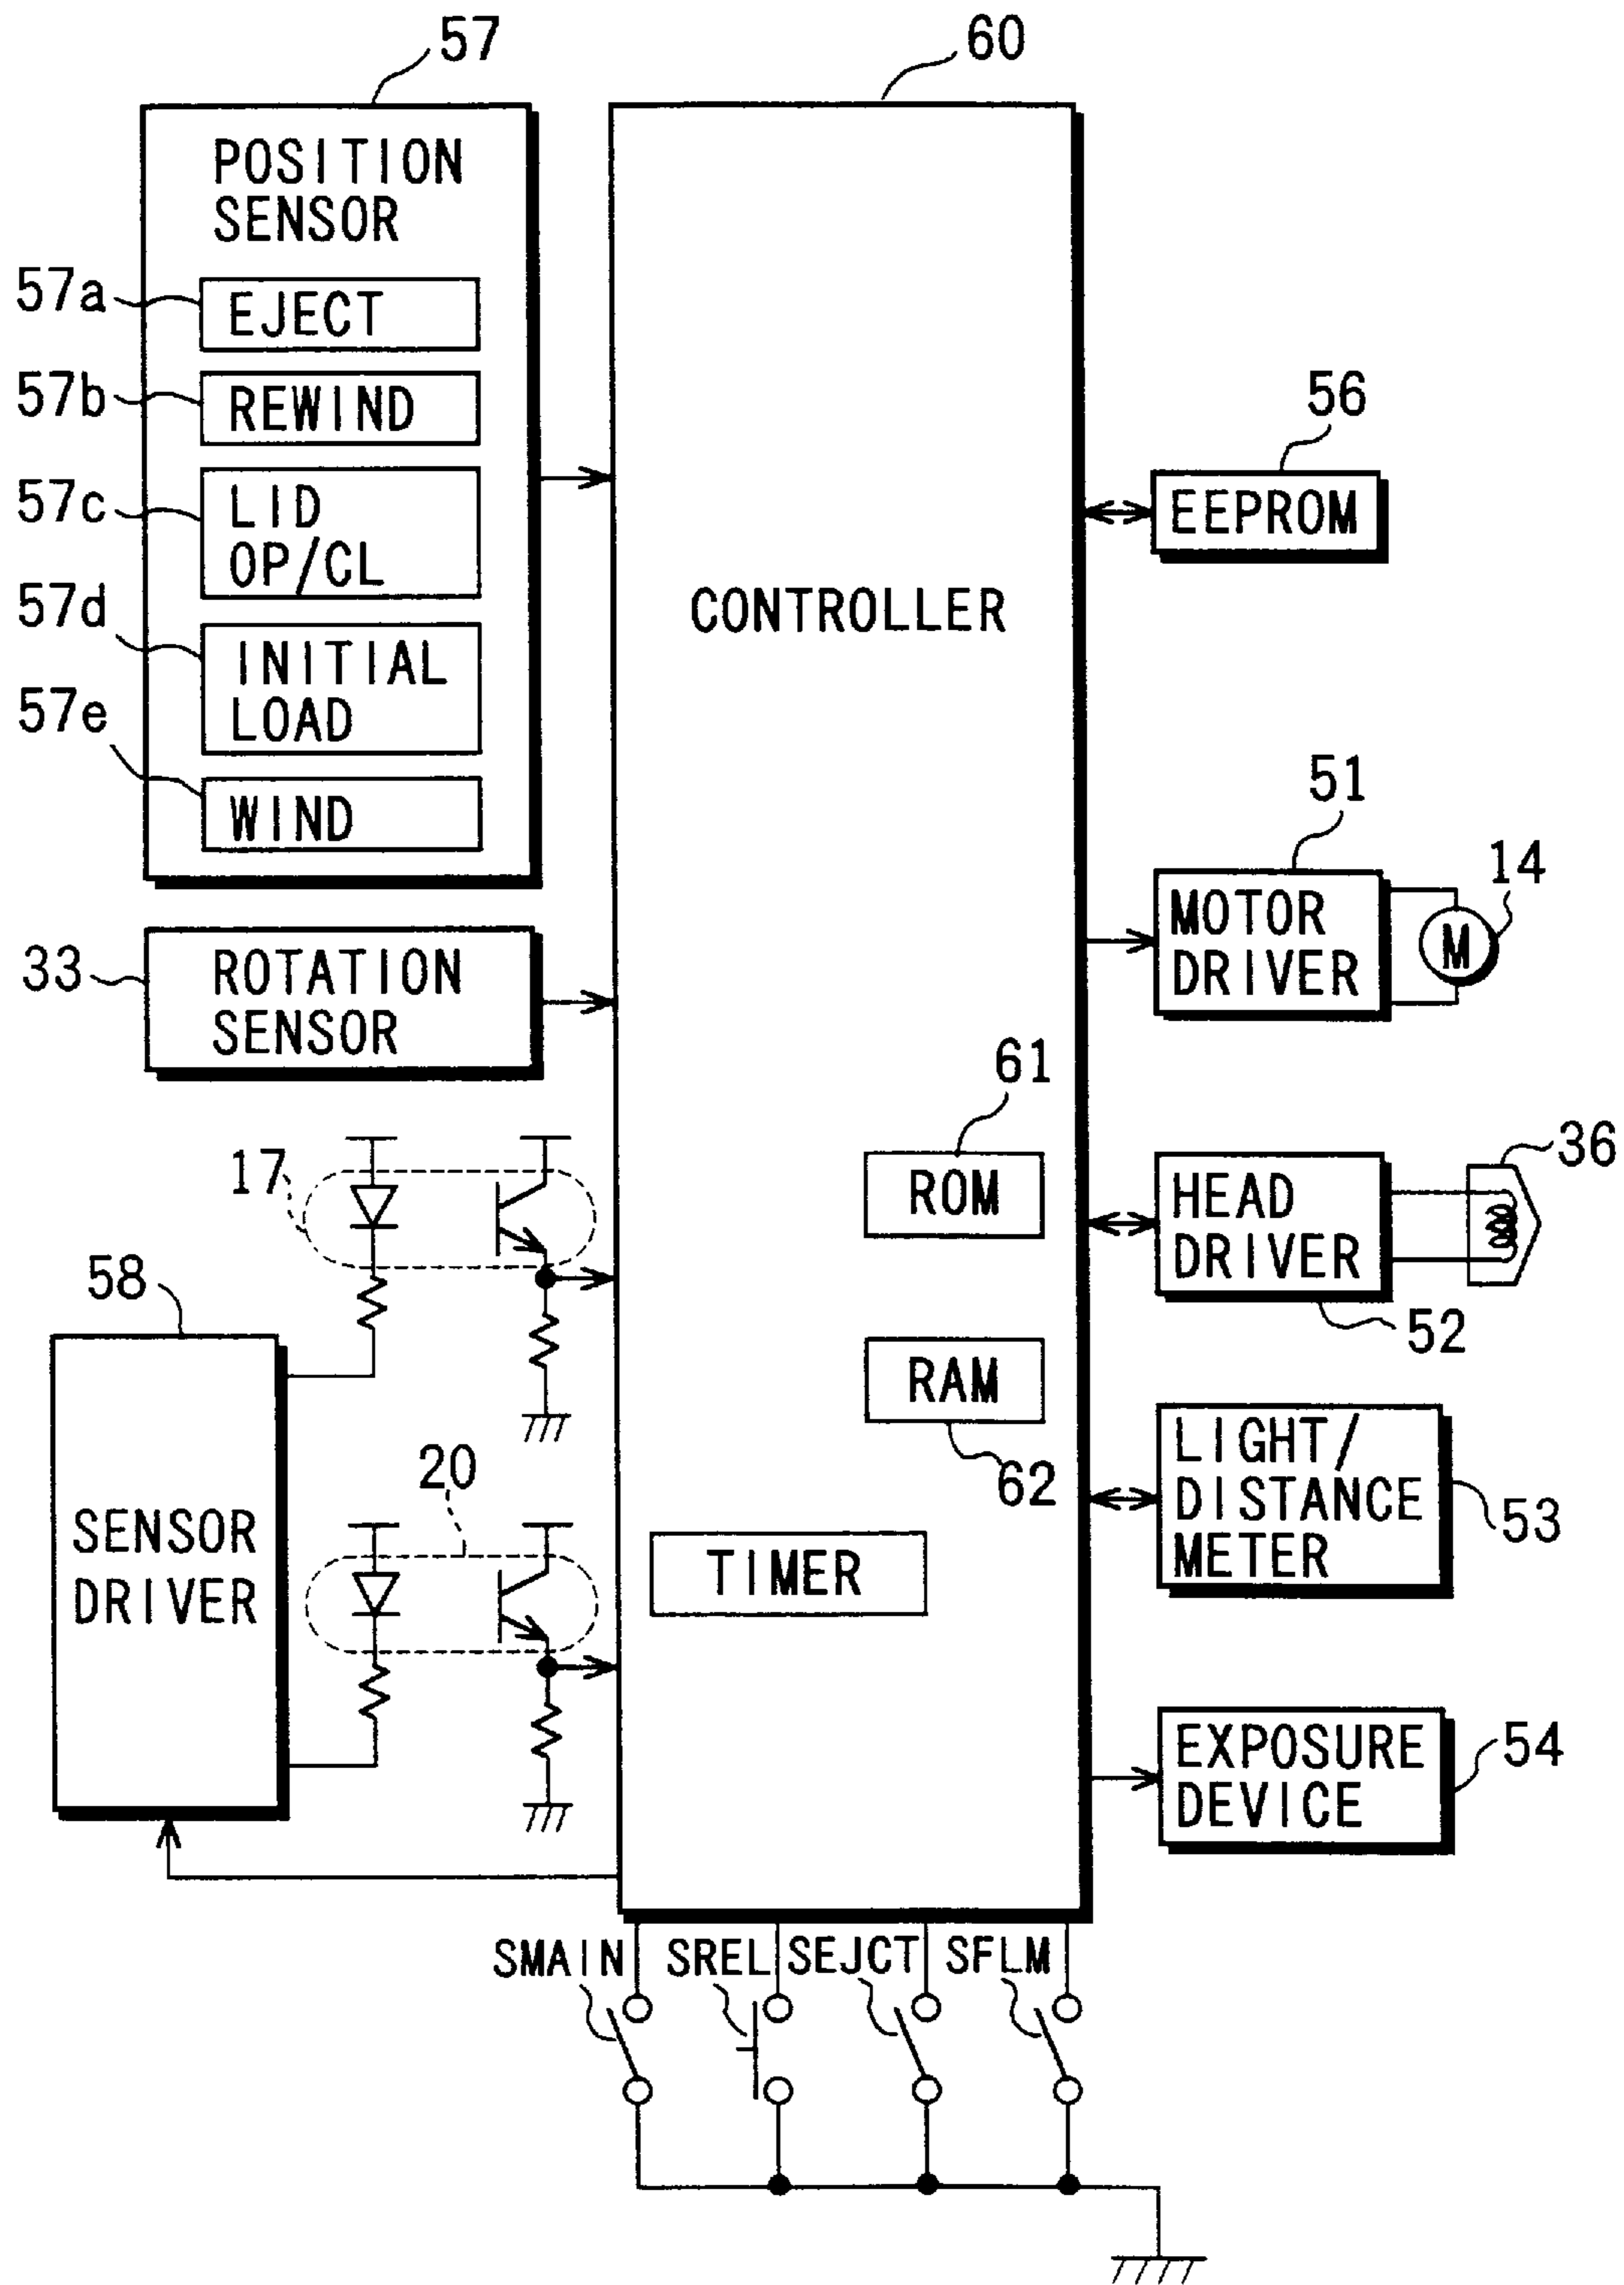 57
60
POSITION
SENSOR
57a
EJECT
57b
REWIND
57c
LID
OP/CL
57d
INITIAL
LOAD
57e
WIND
33
ROTATION
SENSOR
17
58
SENSOR
DRIVER
20
CONTROLLER
61
ROM
RAM
62
TIMER
56
EEPROM
51
MOTOR
DRIVER
14
M
36
HEAD
DRIVER
52
LIGHT/
DISTANCE
METER
53
EXPOSURE
DEVICE
54
SMAIN
SREL
SEJCT
SFLM